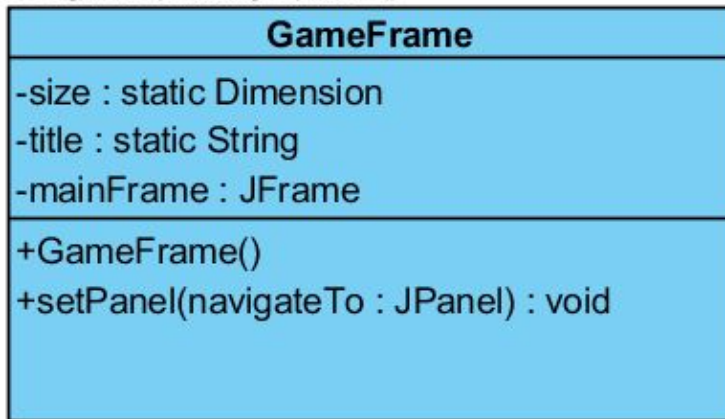 GameFrame
-size : static Dimension
-title : static String
-mainFrame : JFrame
+GameFrame()
+setPanel(navigateTo : JPanel) : void